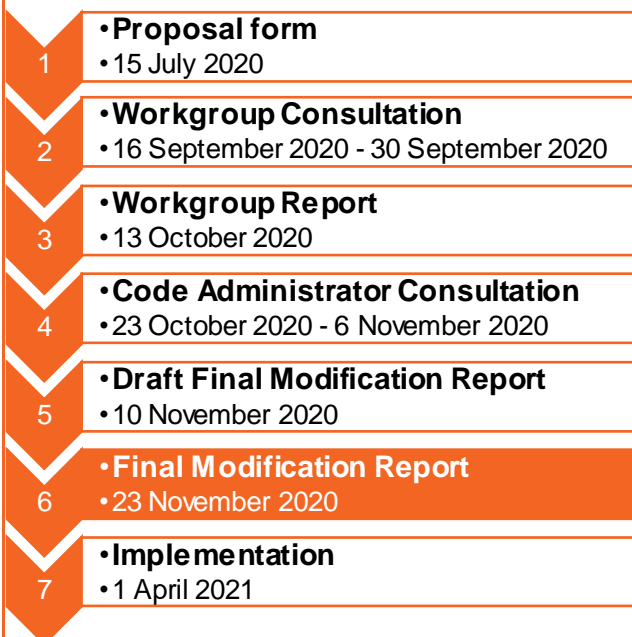 1
•Proposal form
•15 July 2020
2
•Workgroup Consultation
•16 September 2020 - 30 September 2020
3
•Workgroup Report
•13 October 2020
4
•Code Administrator Consultation
•23 October 2020 - 6 November 2020
5
•Draft Final Modification Report
•10 November 2020
6
•Final Modification Report
•23 November 2020
7
•Implementation
•1 April 2021